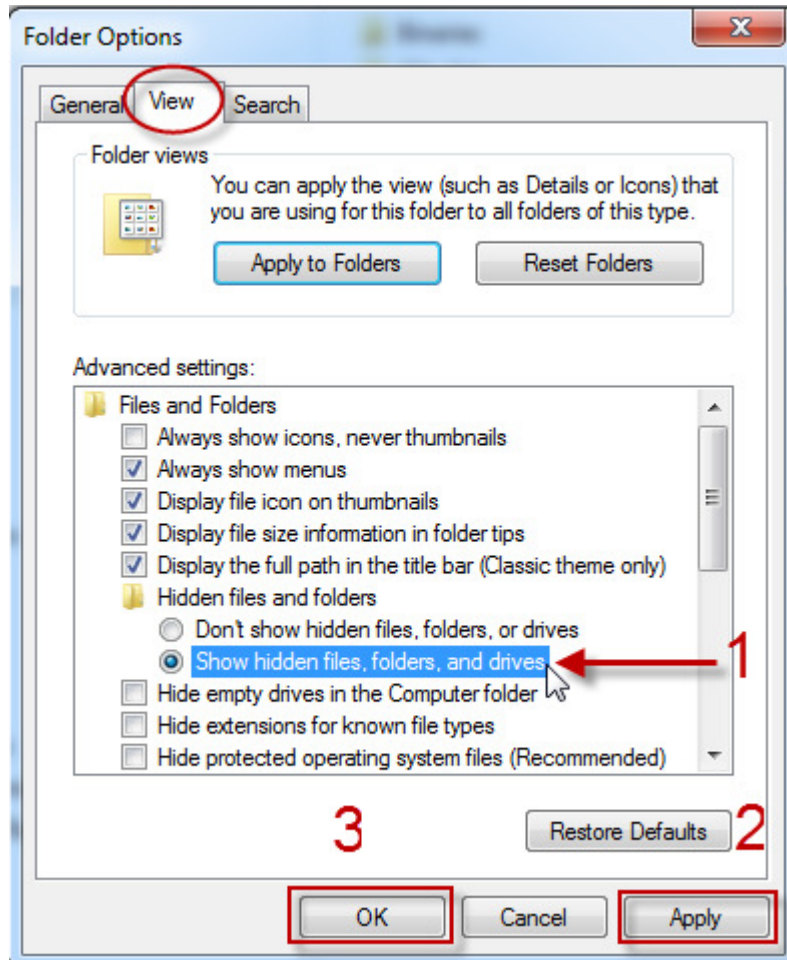 Folder Options
General
View
Search
Folder views
You can apply the view (such as Details or Icons) that
you are using for this folder to all folders of this type.
Apply to Folders
Reset Folders
Advanced settings:
Files and Folders
Always show icons, never thumbnails
Always show menus
Display file icon on thumbnails
Display file size information in folder tips
Display the full path in the title bar (Classic theme only)
Hidden files and folders
Don't show hidden files, folders, or drives
Show hidden files, folders, and drives
1
Hide empty drives in the Computer folder
Hide extensions for known file types
Hide protected operating system files (Recommended)
3
Restore Defaults
2
OK
Cancel
Apply